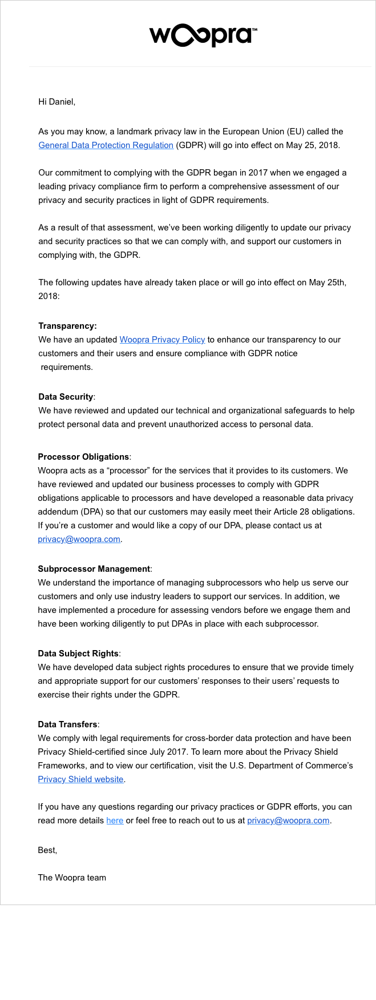 woopra™
Hi Daniel,
As you may know, a landmark privacy law in the European Union (EU) called the
General Data Protection Regulation (GDPR) will go into effect on May 25, 2018.
Our commitment to complying with the GDPR began in 2017 when we engaged a
leading privacy compliance firm to perform a comprehensive assessment of our
privacy and security practices in light of GDPR requirements.
As a result of that assessment, we’ve been working diligently to update our privacy
and security practices so that we can comply with, and support our customers in
complying with, the GDPR.
The following updates have already taken place or will go into effect on May 25th,
2018:
Transparency:
We have an updated Woopra Privacy Policy to enhance our transparency to our
customers and their users and ensure compliance with GDPR notice
requirements.
Data Security:
We have reviewed and updated our technical and organizational safeguards to help
protect personal data and prevent unauthorized access to personal data.
Processor Obligations:
Woopra acts as a “processor” for the services that it provides to its customers. We
have reviewed and updated our business processes to comply with GDPR
obligations applicable to processors and have developed a reasonable data privacy
addendum (DPA) so that our customers may easily meet their Article 28 obligations.
If you’re a customer and would like a copy of our DPA, please contact us at
privacy@woopra.com.
Subprocessor Management:
We understand the importance of managing subprocessors who help us serve our
customers and only use industry leaders to support our services. In addition, we
have implemented a procedure for assessing vendors before we engage them and
have been working diligently to put DPAs in place with each subprocessor.
Data Subject Rights:
We have developed data subject rights procedures to ensure that we provide timely
and appropriate support for our customers’ responses to their users’ requests to
exercise their rights under the GDPR.
Data Transfers:
We comply with legal requirements for cross-border data protection and have been
Privacy Shield-certified since July 2017. To learn more about the Privacy Shield
Frameworks, and to view our certification, visit the U.S. Department of Commerce’s
Privacy Shield website.
If you have any questions regarding our privacy practices or GDPR efforts, you can
read more details here or feel free to reach out to us at privacy@woopra.com.
Best,
The Woopra team